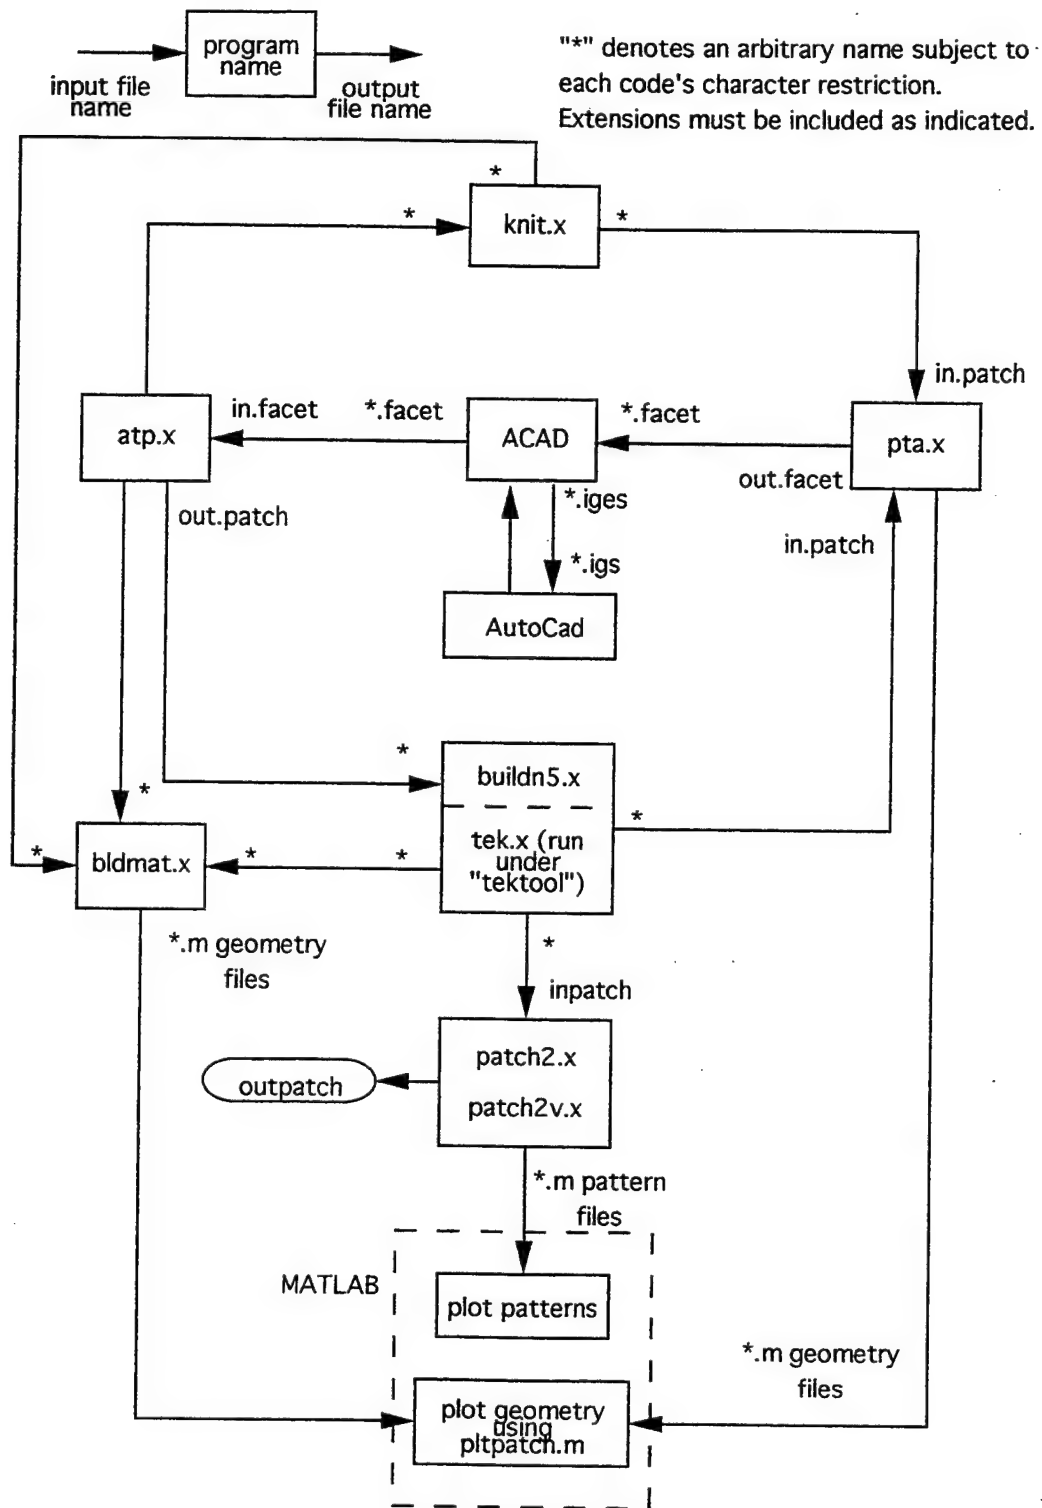 program
name
input file
name
output
file name
"*" denotes an arbitrary name subject to
each code's character restriction.
Extensions must be included as indicated.
*
knit.x
*
*
in.patch
atp.x
in.facet
*.facet
ACAD
*.facet
pta.x
out.facet
out.patch
*.iges
in.patch
*.igs
AutoCad
*
buildn5.x
*
*
tek.x (run
under
"tektool")
*
bldmat.x
*
*
*.m geometry
files
*
inpatch
patch2.x
outpatch
patch2v.x
*.m pattern
files
MATLAB
plot patterns
*.m geometry
files
plot geometry
using
pltpatch.m